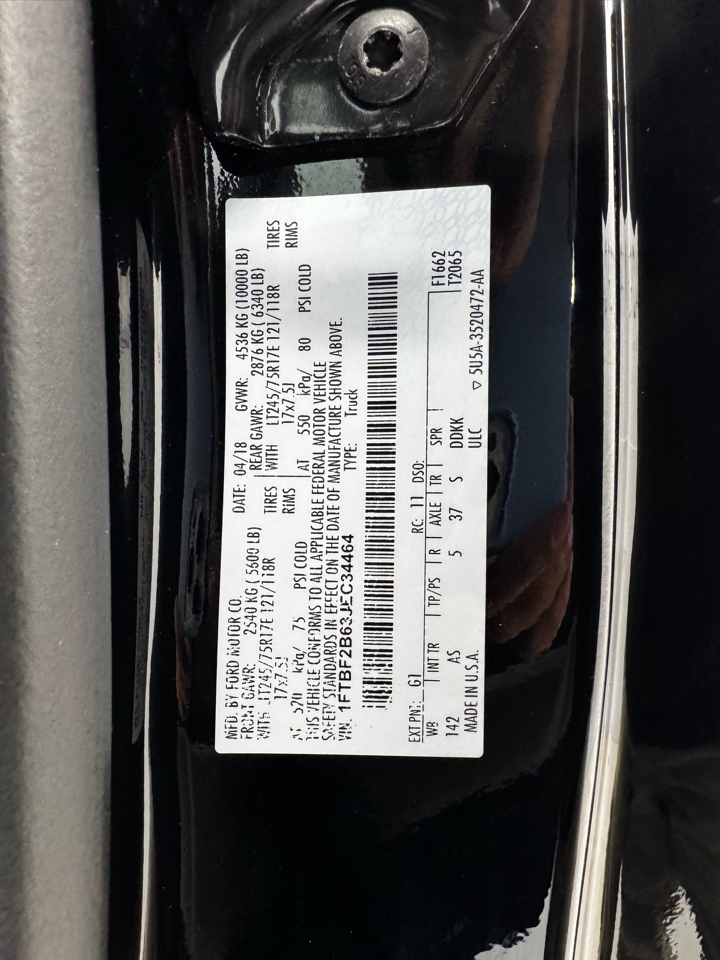 MFD. BY FORD MOTOR CO.
DATE: 04/18 GVWR: 4536 KG (10000 LB)
FRONT GAWR: 2540 KG ( 5600 LB) REAR GAWR: 2876 KG ( 6340 LB)
WITH LT245/75R17E 121/118R TIRES WITH LT245/75R17E 121/118R TIRES
17x7.5J RIMS 17x7.5J RIMS
AT 520 kPa/ 75 PSI COLD AT 550 kPa/ 80 PSI COLD
THIS VEHICLE CONFORMS TO ALL APPLICABLE FEDERAL MOTOR VEHICLE
SAFETY STANDARDS IN EFFECT ON THE DATE OF MANUFACTURE SHOWN ABOVE.
VIN: 1FTBF2B63JEC34464 TYPE: Truck
EXT PNT: G1 RC: 11 DSO: F1662
WB INT TR TP/PS R AXLE TR SPR T2065
142 AS 5 37 S DDKK
MADE IN U.S.A. ULC ▽ 5U5A-3520472-AA